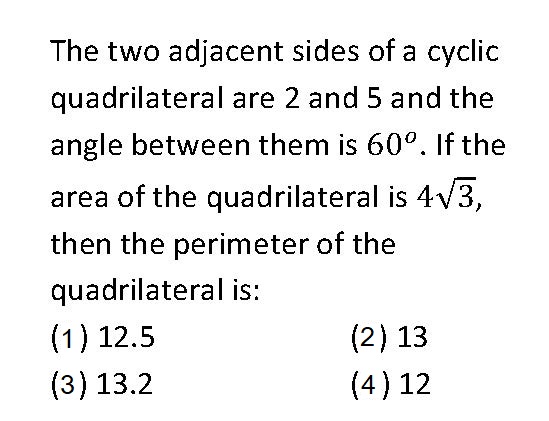 The two adjacent sides of a cyclic
quadrilateral are 2 and 5 and the
angle between them is 60°. If the
area of the quadrilateral is 4√3,
then the perimeter of the
quadrilateral is:
(1) 12.5 (2) 13
(3) 13.2 (4) 12